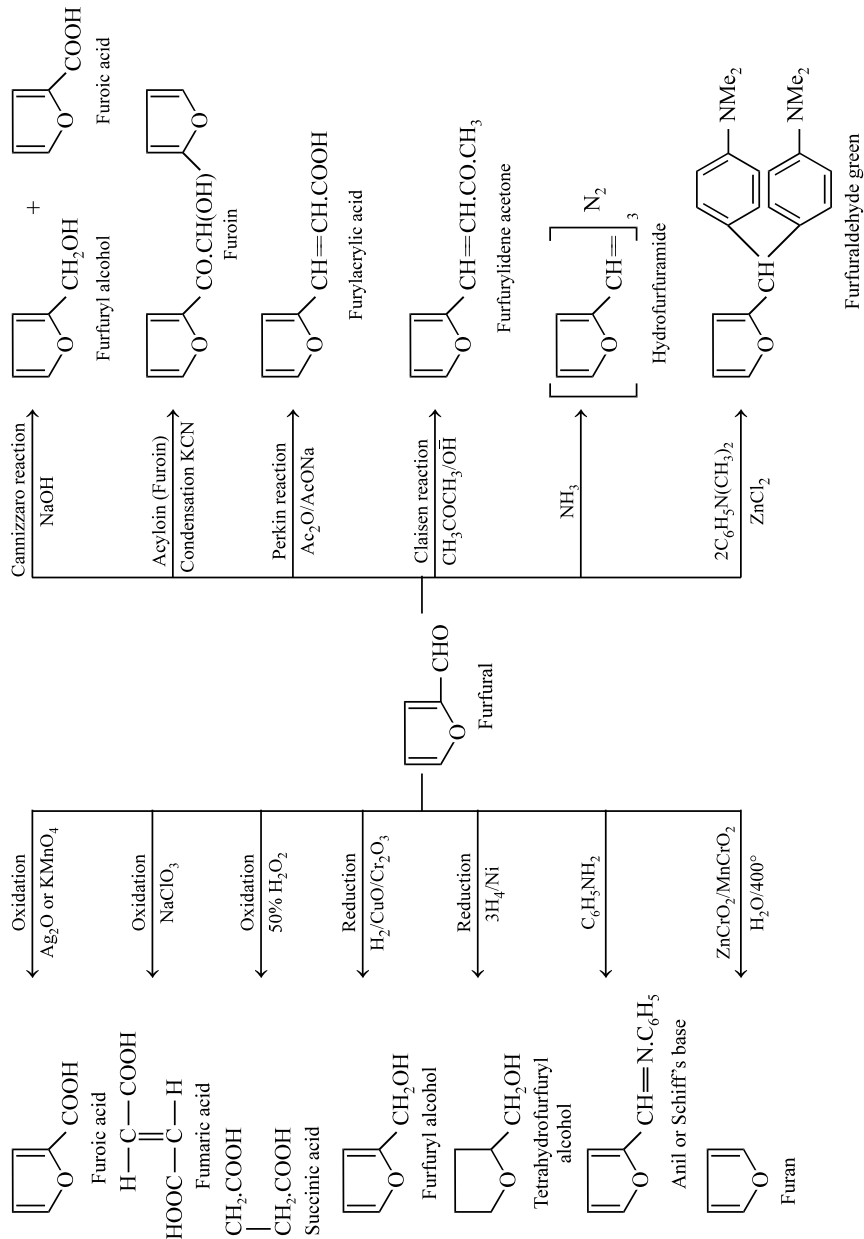 Cannizzaro reaction
NaOH
CH₂OH
Furfuryl alcohol
+
COOH
Furoic acid
Acyloin (Furoin)
Condensation KCN
CO.CH(OH)
Furoin
Perkin reaction
Ac₂O/AcONa
CH=CH.COOH
Furylacrylic acid
Claisen reaction
CH₃COCH₃/OH̄
CH=CH.CO.CH₃
Furfurylidene acetone
NH₃
CH=
3
N₂
Hydrofurfuramide
2C₆H₅N(CH₃)₂
ZnCl₂
CH
NMe₂
NMe₂
Furfuraldehyde green
O
CHO
Furfural
Oxidation
Ag₂O or KMnO₄
COOH
Furoic acid
Oxidation
NaClO₃
H—C—COOH
HOOC—C—H
Fumaric acid
Oxidation
50% H₂O₂
CH₂.COOH
CH₂.COOH
Succinic acid
Reduction
H₂/CuO/Cr₂O₃
CH₂OH
Furfuryl alcohol
Reduction
3H₄/Ni
CH₂OH
Tetrahydrofurfuryl
alcohol
C₆H₅NH₂
CH=N.C₆H₅
Anil or Schiff's base
ZnCrO₂/MnCrO₂
H₂O/400°
O
Furan